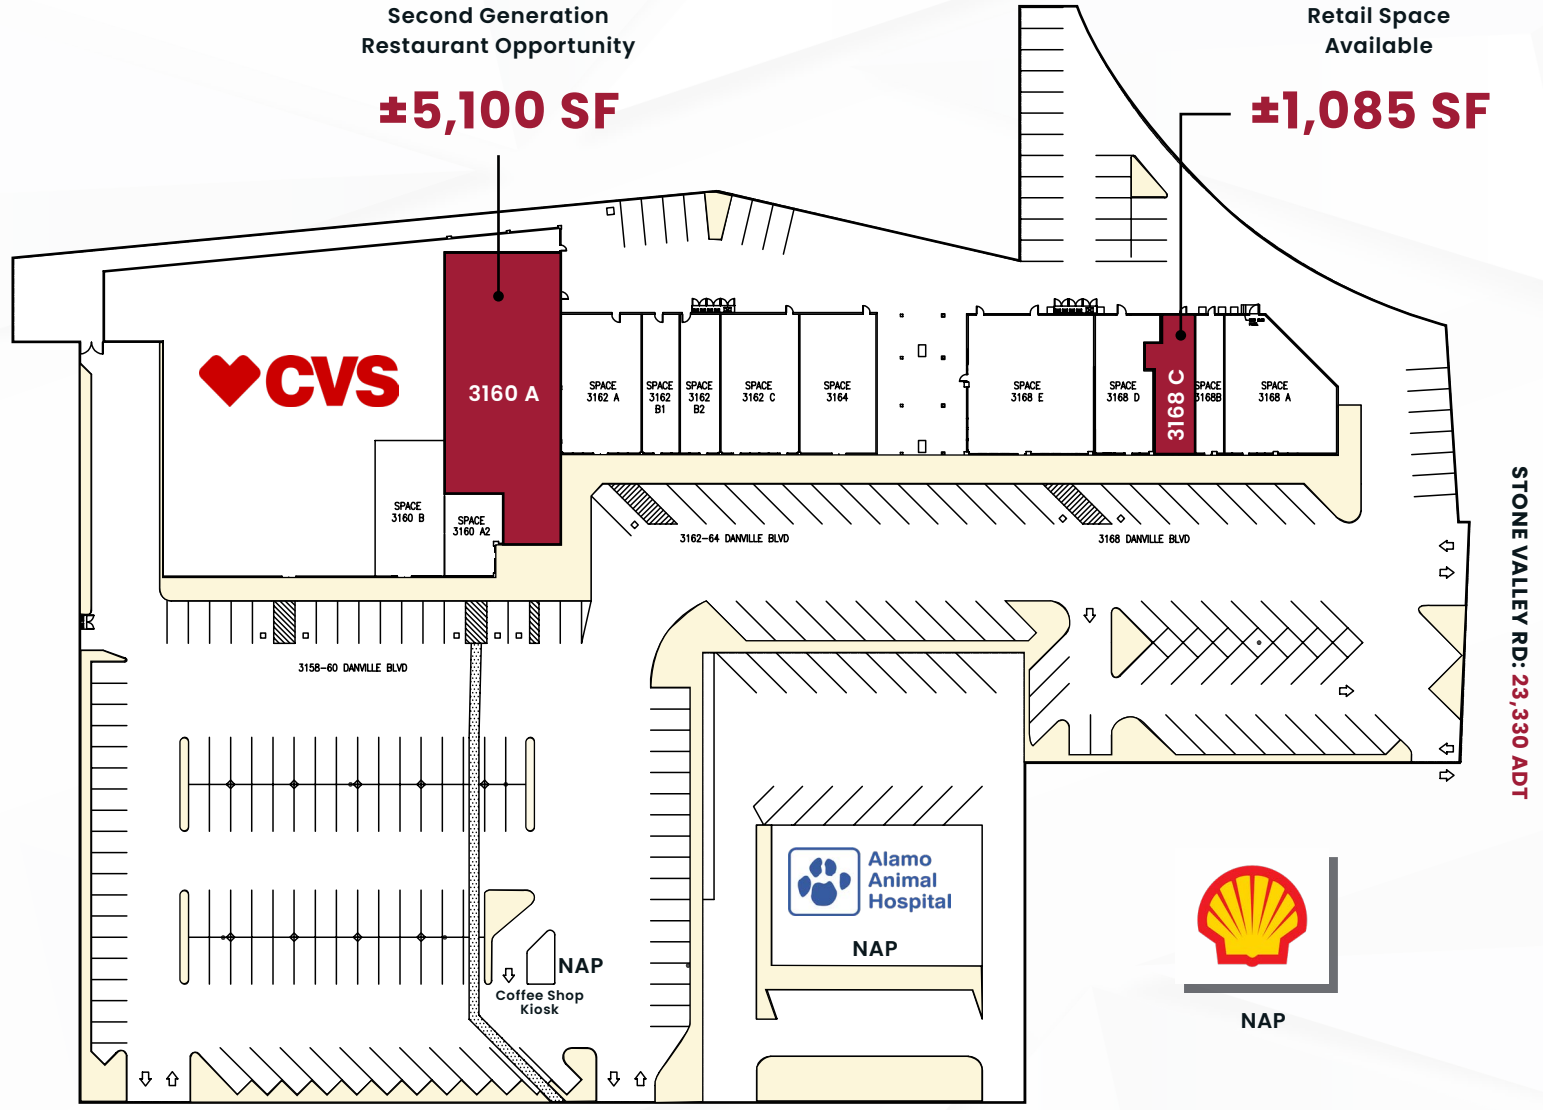 Second Generation
Restaurant Opportunity
±5,100 SF
Retail Space
Available
±1,085 SF
CVS
3160 A
SPACE
3162 A
SPACE
3162
B1
SPACE
3162
B2
SPACE
3162 C
SPACE
3164
SPACE
3168 E
SPACE
3168 D
3168 C
SPACE
3168B
SPACE
3168 A
SPACE
3160 B
SPACE
3160 A2
3162-64 DANVILLE BLVD
3168 DANVILLE BLVD
3158-60 DANVILLE BLVD
STONE VALLEY RD: 23,330 ADT
Alamo
Animal
Hospital
NAP
NAP
Coffee Shop
Kiosk
NAP